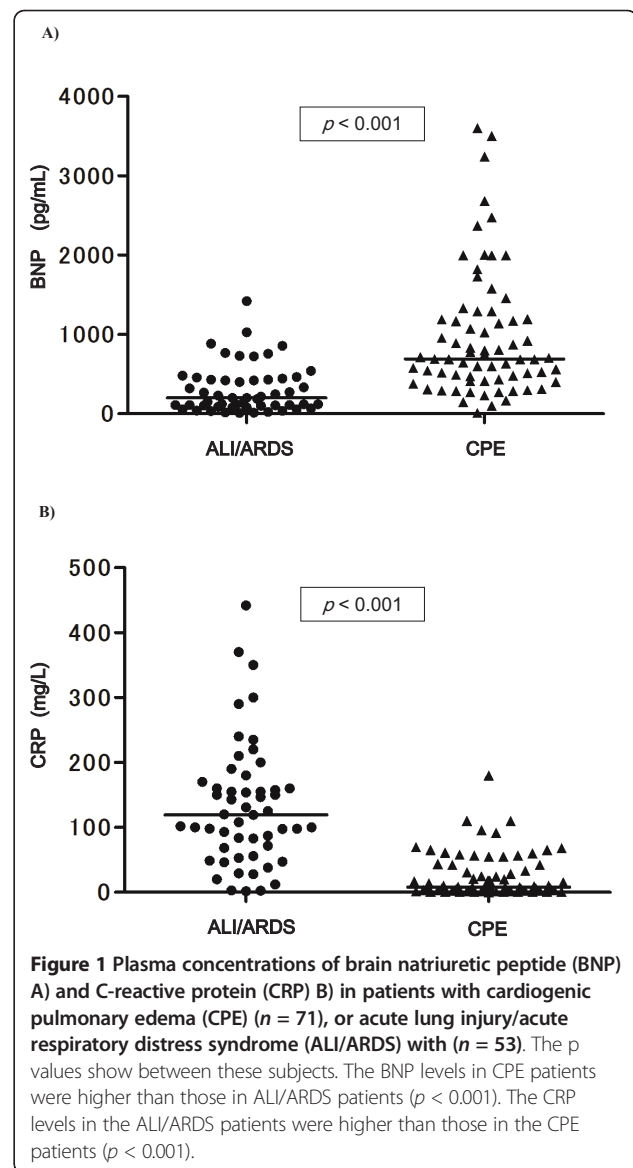 A)
4000
3000
2000
1000
0
BNP (pg/mL)
p < 0.001
ALI/ARDS
CPE
B)
500
400
300
200
100
0
CRP (mg/L)
p < 0.001
ALI/ARDS
CPE
Figure 1 Plasma concentrations of brain natriuretic peptide (BNP)
A) and C-reactive protein (CRP) B) in patients with cardiogenic
pulmonary edema (CPE) (n = 71), or acute lung injury/acute
respiratory distress syndrome (ALI/ARDS) with (n = 53). The p
values show between these subjects. The BNP levels in CPE patients
were higher than those in ALI/ARDS patients (p < 0.001). The CRP
levels in the ALI/ARDS patients were higher than those in the CPE
patients (p < 0.001).